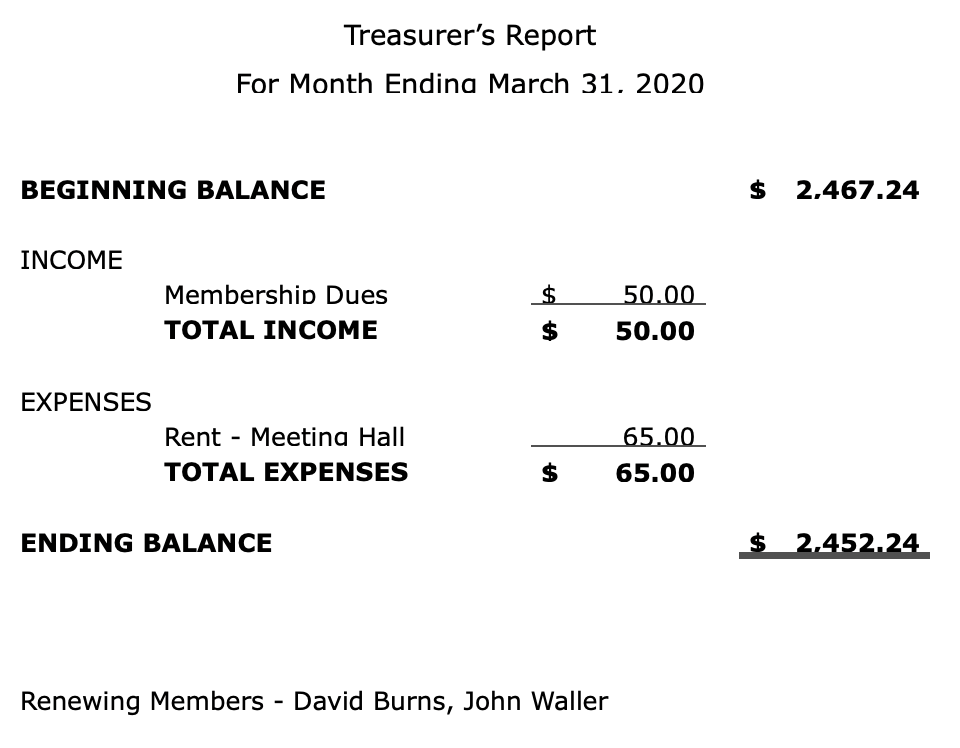 Treasurer’s Report
For Month Ending March 31, 2020
BEGINNING BALANCE $ 2,467.24
INCOME
Membership Dues $ 50.00
TOTAL INCOME $ 50.00
EXPENSES
Rent - Meeting Hall 65.00
TOTAL EXPENSES $ 65.00
ENDING BALANCE $ 2,452.24
Renewing Members - David Burns, John Waller